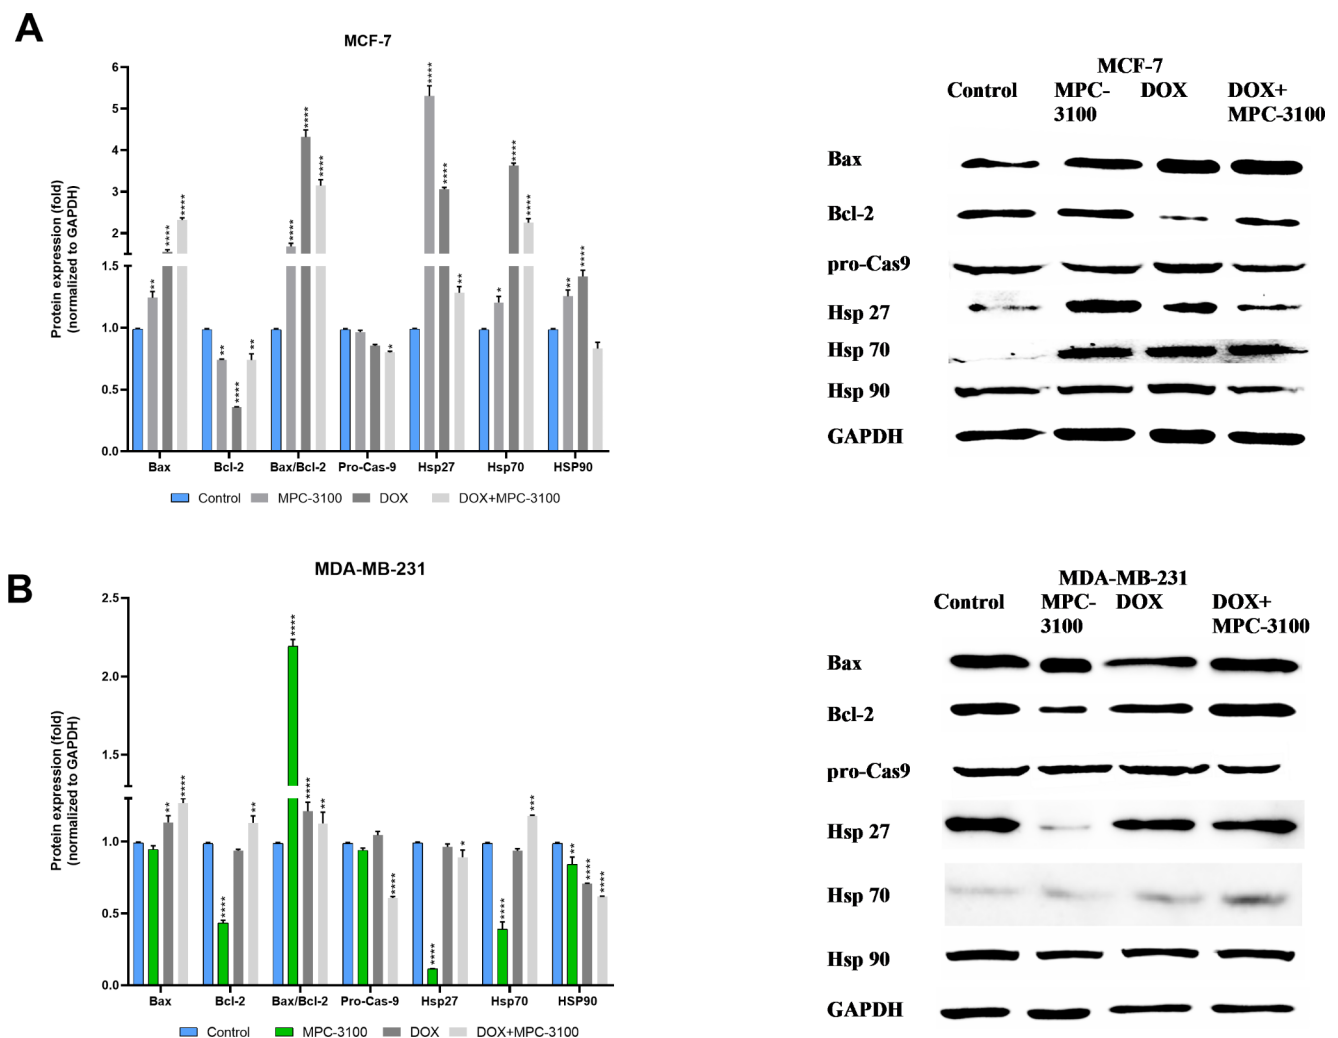 A
MCF-7
Protein expression (fold)
(normalized to GAPDH)
6
5
4
3
2
1.5
1.0
0.5
0.0
** **** ****
** **** **
**** **** ****
*
**** **** **
* **** ****
** ****
Bax Bcl-2 Bax/Bcl-2 Pro-Cas-9 Hsp27 Hsp70 HSP90
Control MPC-3100 DOX DOX+MPC-3100
MCF-7
Control MPC- DOX DOX+
3100 MPC-3100
Bax
Bcl-2
pro-Cas9
Hsp 27
Hsp 70
Hsp 90
GAPDH
B
MDA-MB-231
Protein expression (fold)
(normalized to GAPDH)
2.5
2.0
1.5
1.0
0.5
0.0
** ****
**** **
**** **** **
****
**** *
**** ***
** **** ****
Bax Bcl-2 Bax/Bcl-2 Pro-Cas-9 Hsp27 Hsp70 HSP90
Control MPC-3100 DOX DOX+MPC-3100
MDA-MB-231
Control MPC- DOX DOX+
3100 MPC-3100
Bax
Bcl-2
pro-Cas9
Hsp 27
Hsp 70
Hsp 90
GAPDH